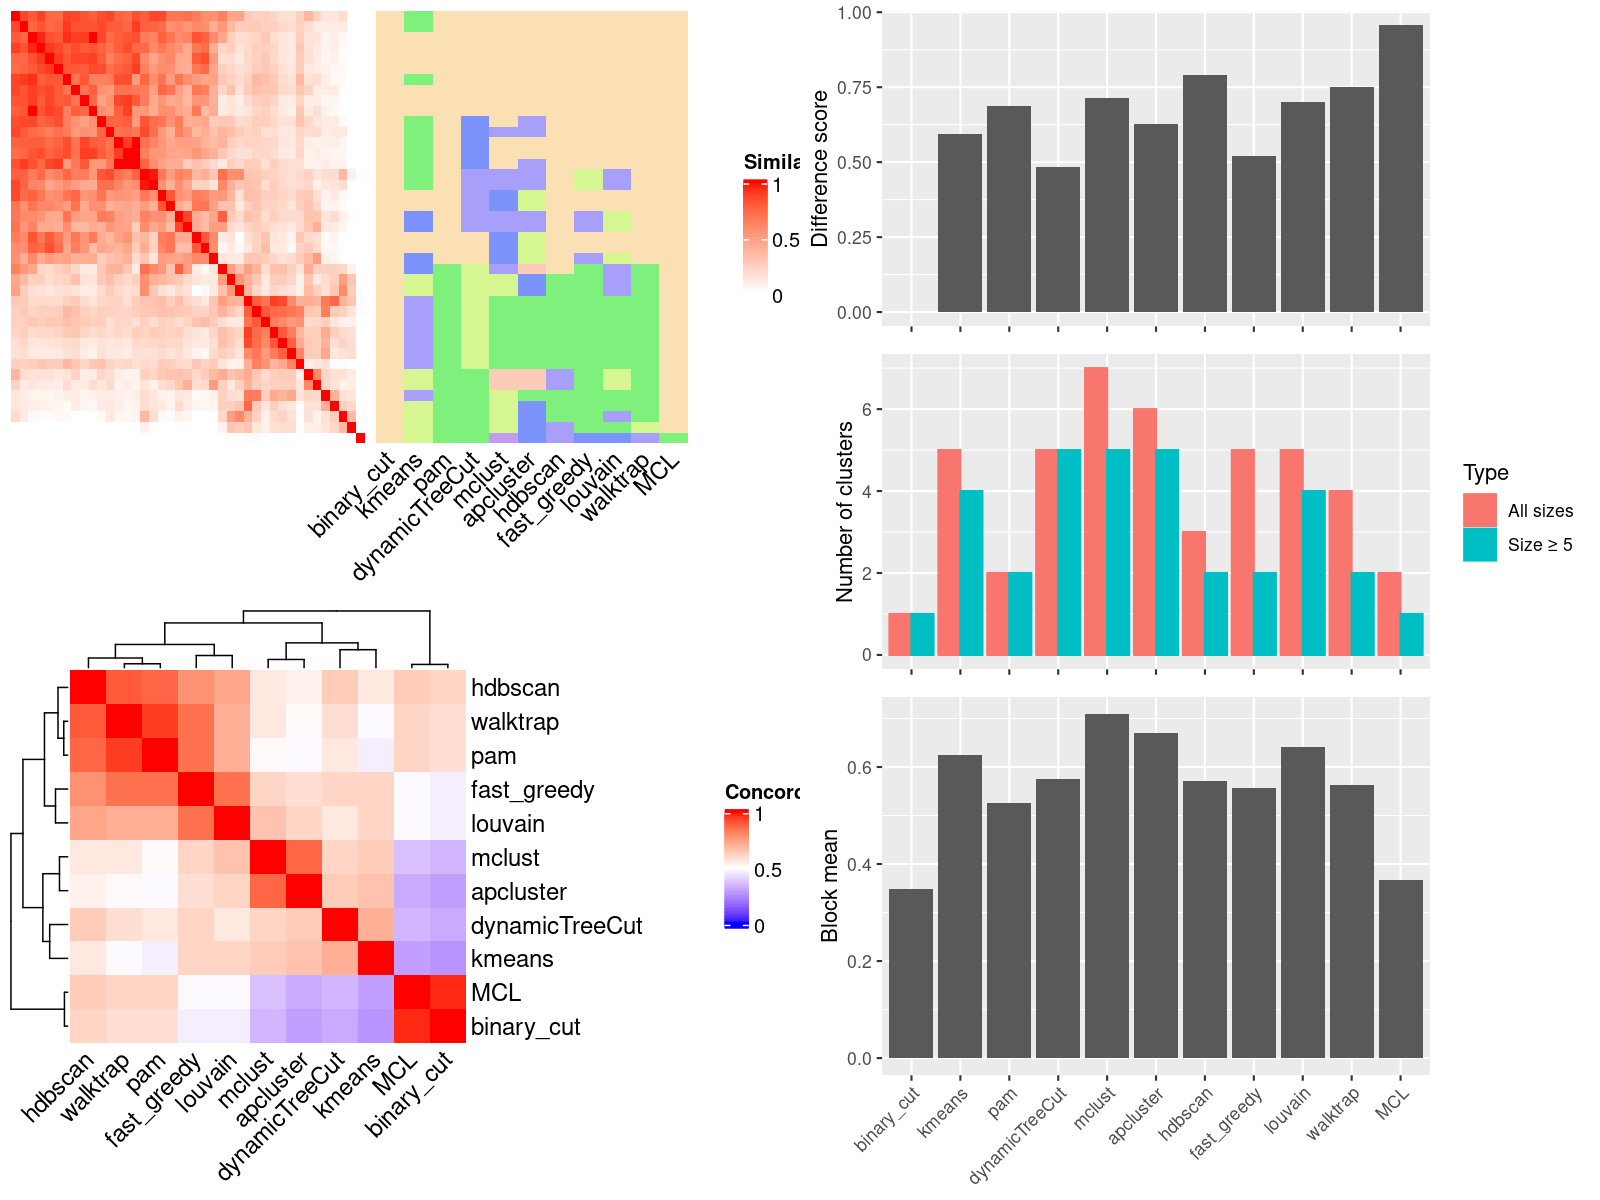 Simila
1
0.5
0
binary_cut
kmeans
pam
dynamicTreeCut
mclust
apcluster
hdbscan
fast_greedy
louvain
walktrap
MCL
hdbscan
walktrap
pam
fast_greedy
louvain
mclust
apcluster
dynamicTreeCut
kmeans
MCL
binary_cut
Concorc
1
0.5
0
hdbscan
walktrap
pam
fast_greedy
louvain
mclust
apcluster
dynamicTreeCut
kmeans
MCL
binary_cut
Difference score
1.00
0.75
0.50
0.25
0.00
Number of clusters
6
4
2
0
Type
All sizes
Size ≥ 5
Block mean
0.6
0.4
0.2
0.0
binary_cut
kmeans
pam
dynamicTreeCut
mclust
apcluster
hdbscan
fast_greedy
louvain
walktrap
MCL